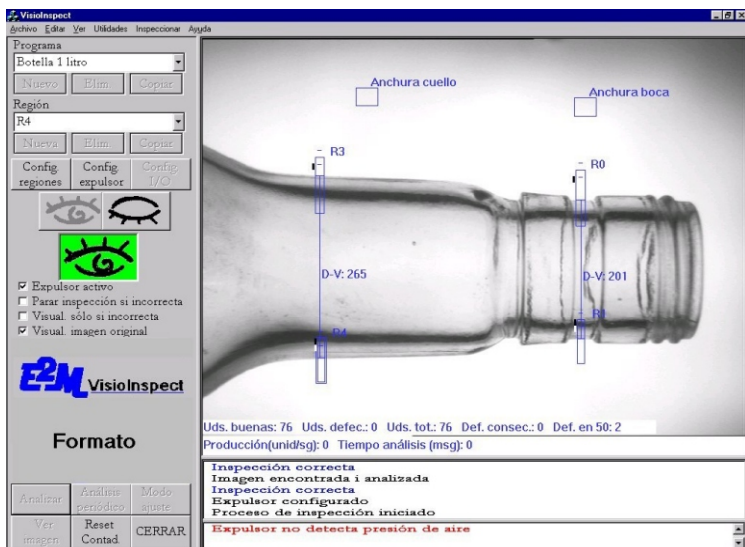 VisioInspect
Archivo Editar Ver Utilidades Inspeccionar Ayuda
Programa
Botella 1 litro
Nuevo Elim. Copiar
Región
R4
Nueva Elim. Copiar
Config. regiones
Config. expulsor
Config. I/O
Expulsor activo
Parar inspección si incorrecta
Visual. sólo si incorrecta
Visual. imagen original
E2M VisioInspect
Formato
Analizar
Análisis periódico
Modo ajuste
Ver imagen
Reset Contad.
CERRAR
Anchura cuello
Anchura boca
R3
R0
D-V: 265
D-V: 201
R4
R1
Uds. buenas: 76 Uds. defec.: 0 Uds. tot.: 76 Def. consec.: 0 Def. en 50: 2
Producción(unid/sg): 0 Tiempo análisis (msg): 0
Inspección correcta
Imagen encontrada i analizada
Inspección correcta
Expulsor configurado
Proceso de inspección iniciado
Expulsor no detecta presión de aire